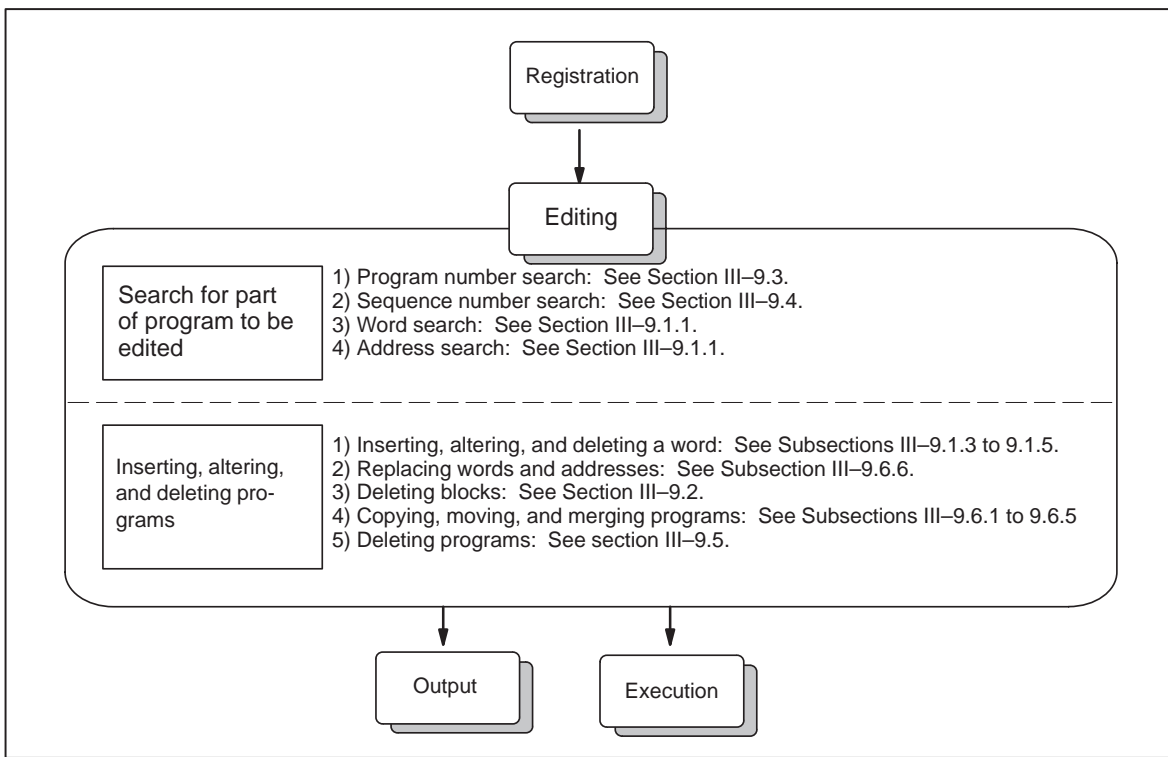 Registration
Editing
Search for part
of program to be
edited
1) Program number search: See Section III–9.3.
2) Sequence number search: See Section III–9.4.
3) Word search: See Section III–9.1.1.
4) Address search: See Section III–9.1.1.
Inserting, altering,
and deleting pro-
grams
1) Inserting, altering, and deleting a word: See Subsections III–9.1.3 to 9.1.5.
2) Replacing words and addresses: See Subsection III–9.6.6.
3) Deleting blocks: See Section III–9.2.
4) Copying, moving, and merging programs: See Subsections III–9.6.1 to 9.6.5
5) Deleting programs: See section III–9.5.
Output
Execution